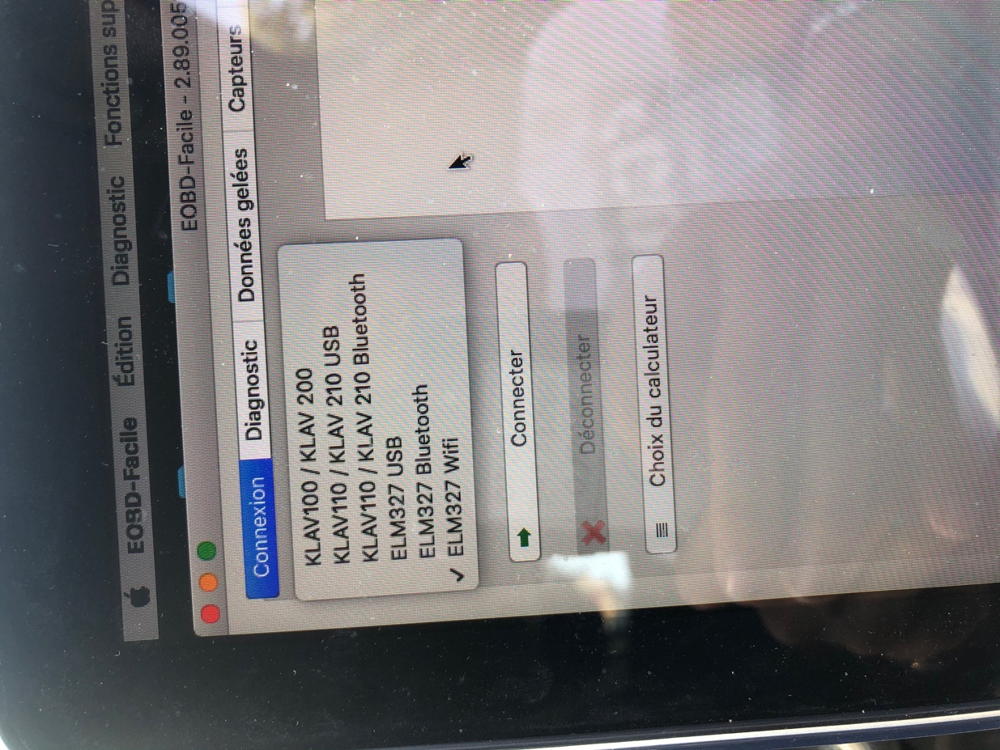 EOBD-Facile Édition Diagnostic Fonctions sup
EOBD-Facile - 2.89.005
Connexion Diagnostic Données gelées Capteurs
KLAV100 / KLAV 200
KLAV110 / KLAV 210 USB
KLAV110 / KLAV 210 Bluetooth
ELM327 USB
ELM327 Bluetooth
✓ ELM327 Wifi
Connecter
Déconnecter
Choix du calculateur